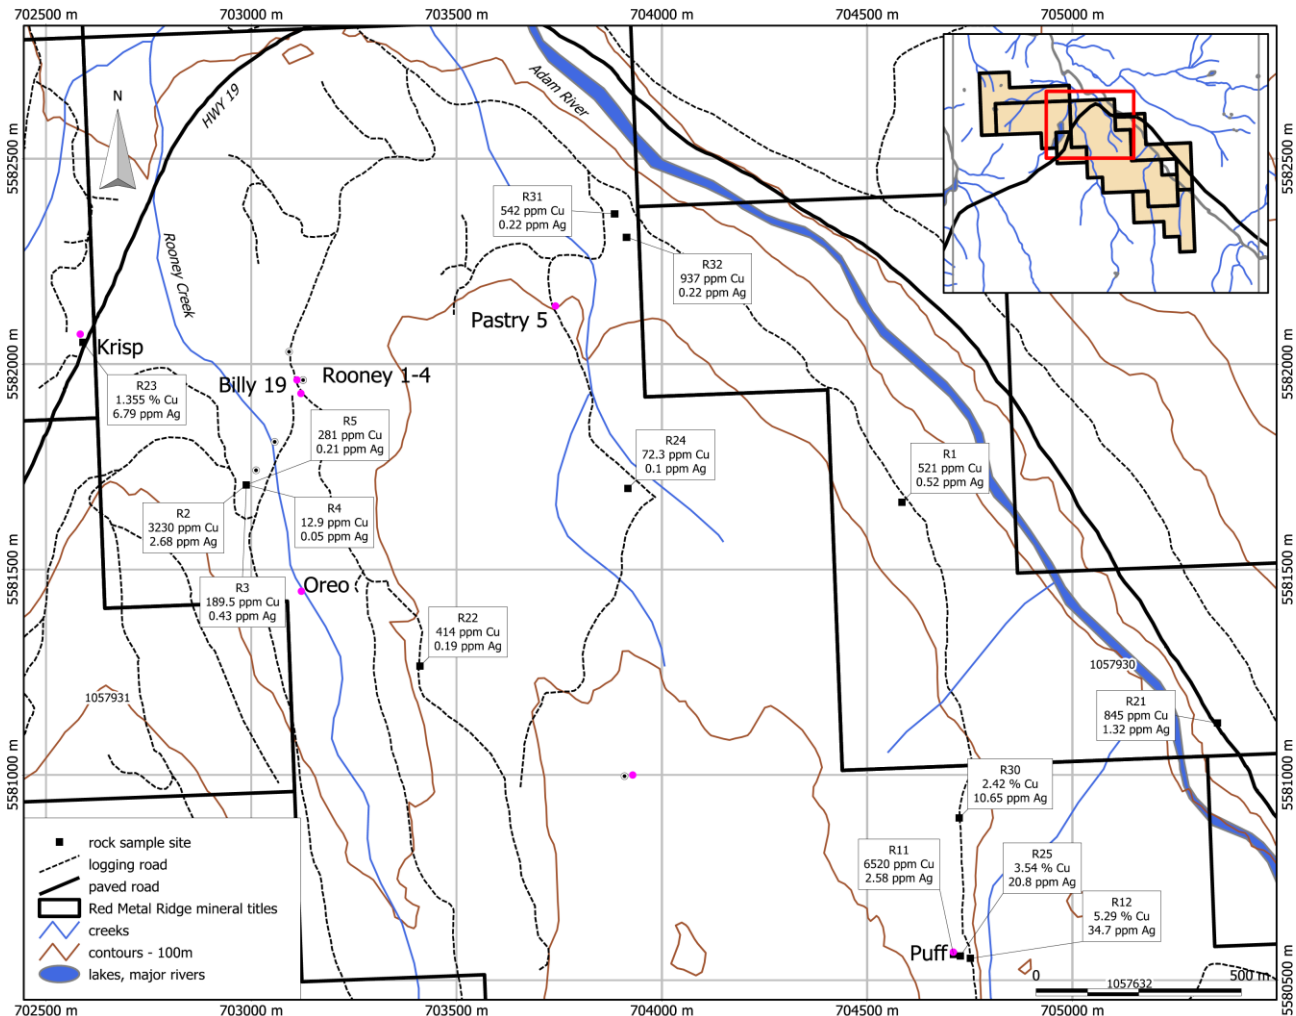 702500 m
703000 m
703500 m
704000 m
704500 m
705000 m
5582500 m
5582000 m
5581500 m
5581000 m
5580500 m
N
HWY 19
Adam River
Rooney Creek
R31
542 ppm Cu
0.22 ppm Ag
R32
937 ppm Cu
0.22 ppm Ag
Pastry 5
Krisp
R23
1.355 % Cu
6.79 ppm Ag
Billy 19
Rooney 1-4
R5
281 ppm Cu
0.21 ppm Ag
R24
72.3 ppm Cu
0.1 ppm Ag
R1
521 ppm Cu
0.52 ppm Ag
R2
3230 ppm Cu
2.68 ppm Ag
R4
12.9 ppm Cu
0.05 ppm Ag
R3
189.5 ppm Cu
0.43 ppm Ag
Oreo
R22
414 ppm Cu
0.19 ppm Ag
1057931
1057930
R21
845 ppm Cu
1.32 ppm Ag
R30
2.42 % Cu
10.65 ppm Ag
R11
6520 ppm Cu
2.58 ppm Ag
R25
3.54 % Cu
20.8 ppm Ag
R12
5.29 % Cu
34.7 ppm Ag
Puff
rock sample site
logging road
paved road
Red Metal Ridge mineral titles
creeks
contours - 100m
lakes, major rivers
0
500 m
1057632
5582500 m
5582000 m
5581500 m
5581000 m
5580500 m
702500 m
703000 m
703500 m
704000 m
704500 m
705000 m